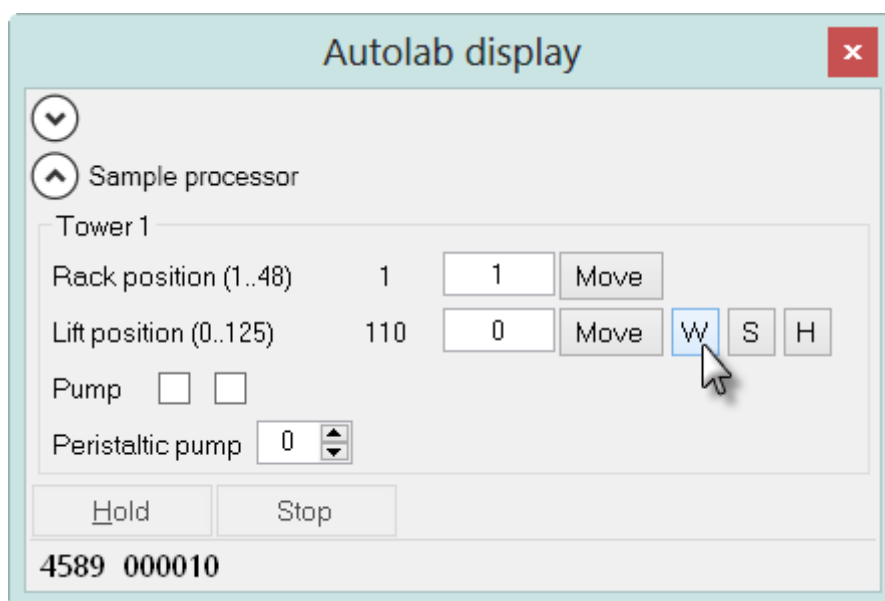 Autolab display
Sample processor
Tower 1
Rack position (1..48) 1 1 Move
Lift position (0..125) 110 0 Move W S H
Pump
Peristaltic pump 0
Hold Stop
4589 000010